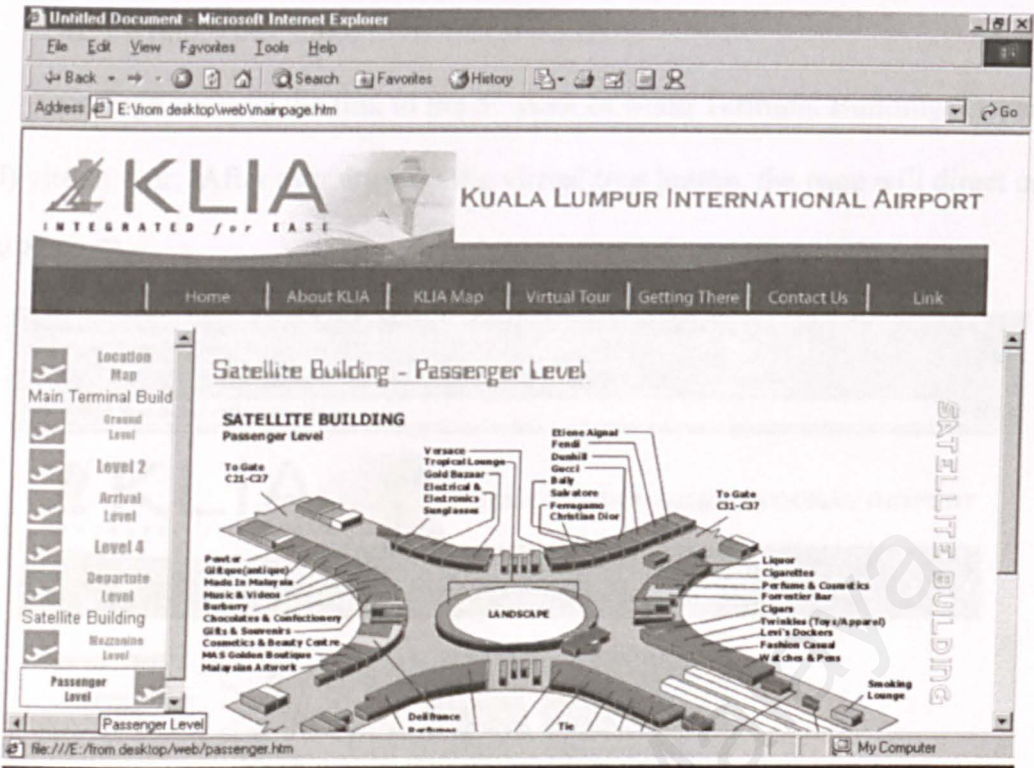 Untitled Document - Microsoft Internet Explorer
File Edit View Favorites Tools Help
Back Search Favorites History
Address E:\from desktop\web\mainpage.htm Go
KLIA
INTEGRATED for EASE
KUALA LUMPUR INTERNATIONAL AIRPORT
Home About KLIA KLIA Map Virtual Tour Getting There Contact Us Link
Location
Map
Main Terminal Build
Ground
Level
Level 2
Arrival
Level
Level 4
Departute
Level
Satellite Building
Mezzanine
Level
Passenger
Level
Passenger Level
Satellite Building - Passenger Level
SATELLITE BUILDING
Passenger Level
To Gate
C21-C27
Versace
Tropical Lounge
Gold Bazaar
Electrical &
Electronics
Sunglasses
Etiene Aignal
Fendi
Dunhill
Gucci
Bally
Salvatore
Ferragamo
Christian Dior
To Gate
C31-C37
Pewter
Music & Videos
Made In Malaysia
Burberry
Chocolates & Confectionery
Gifts & Souvenirs
Cosmetics & Beauty Centre
MAS Golden Boutique
Malaysian Artwork
LANDSCAPE
Liquor
Cigarettes
Perfume & Cosmetics
Forrestier Bar
Cigars
Twinkles (Toys/Apparel)
Levi's Dockers
Fashion Casual
Watches & Pens
Smoking
Lounge
Delifrance
Tie
SATELLITE BUILDING
file:///E:/from desktop/web/passenger.htm My Computer